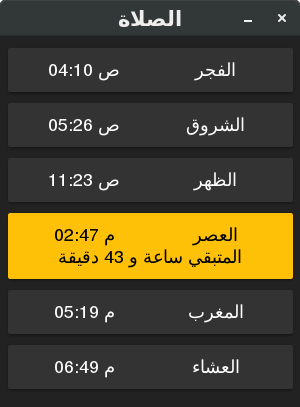 الصلاة
الفجر 04:10 ص
الشروق 05:26 ص
الظهر 11:23 ص
العصر 02:47 م
المتبقي ساعة و 43 دقيقة
المغرب 05:19 م
العشاء 06:49 م